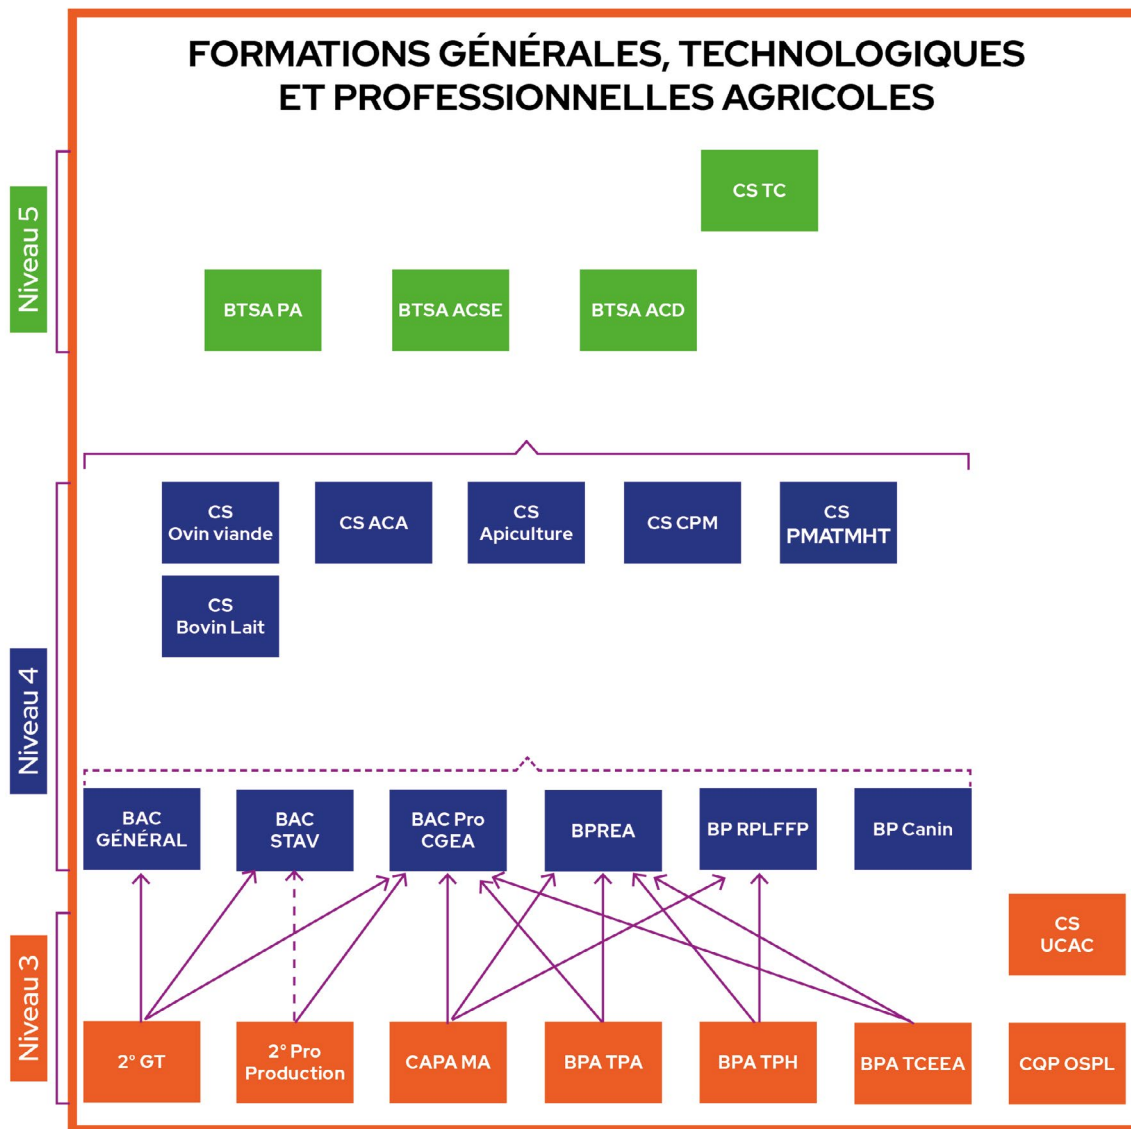 FORMATIONS GÉNÉRALES, TECHNOLOGIQUES
ET PROFESSIONNELLES AGRICOLES
Niveau 5
CS TC
BTSA PA
BTSA ACSE
BTSA ACD
Niveau 4
CS
Ovin viande
CS ACA
CS
Apiculture
CS CPM
CS
PMATMHT
CS
Bovin Lait
BAC
GÉNÉRAL
BAC
STAV
BAC Pro
CGEA
BPREA
BP RPLFFP
BP Canin
Niveau 3
CS
UCAC
2° GT
2° Pro
Production
CAPA MA
BPA TPA
BPA TPH
BPA TCEEA
CQP OSPL